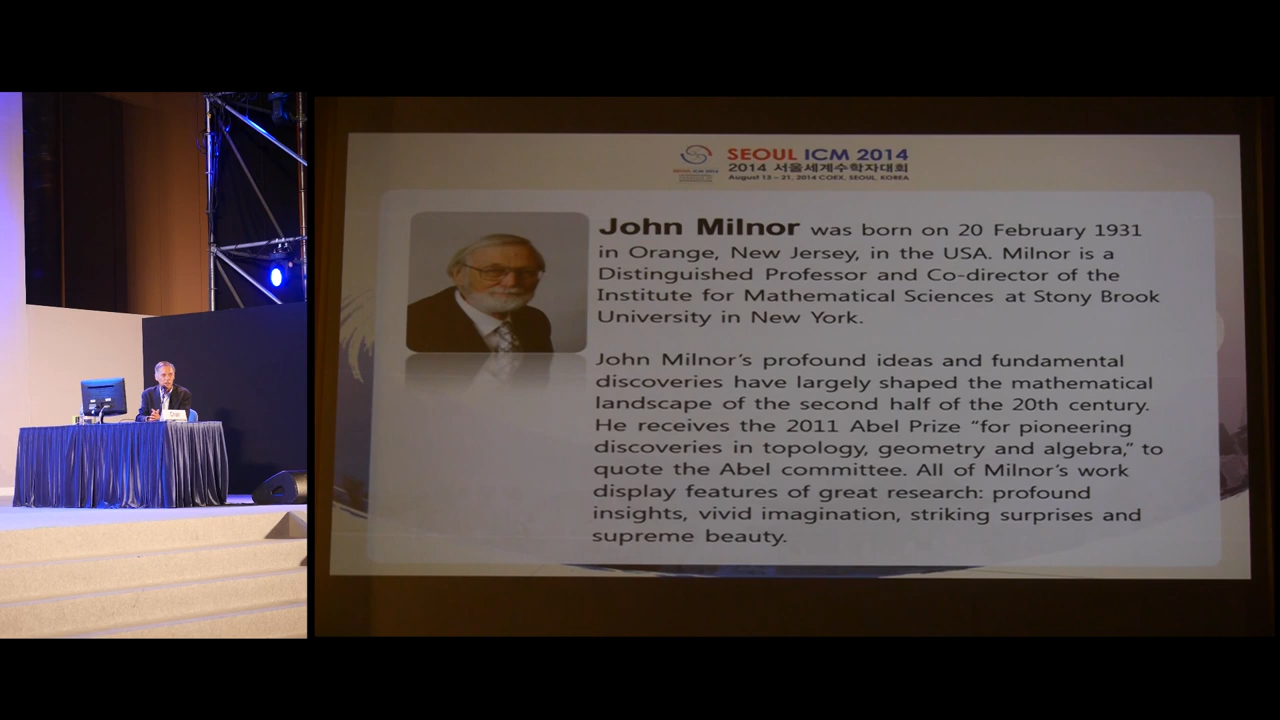 SEOUL ICM 2014
2014 서울세계수학자대회
August 13 – 21, 2014 COEX, SEOUL, KOREA
SEOUL ICM 2014
John Milnor was born on 20 February 1931
in Orange, New Jersey, in the USA. Milnor is a
Distinguished Professor and Co-director of the
Institute for Mathematical Sciences at Stony Brook
University in New York.
John Milnor's profound ideas and fundamental
discoveries have largely shaped the mathematical
landscape of the second half of the 20th century.
He receives the 2011 Abel Prize “for pioneering
discoveries in topology, geometry and algebra,” to
quote the Abel committee. All of Milnor's work
display features of great research: profound
insights, vivid imagination, striking surprises and
supreme beauty.
Chair